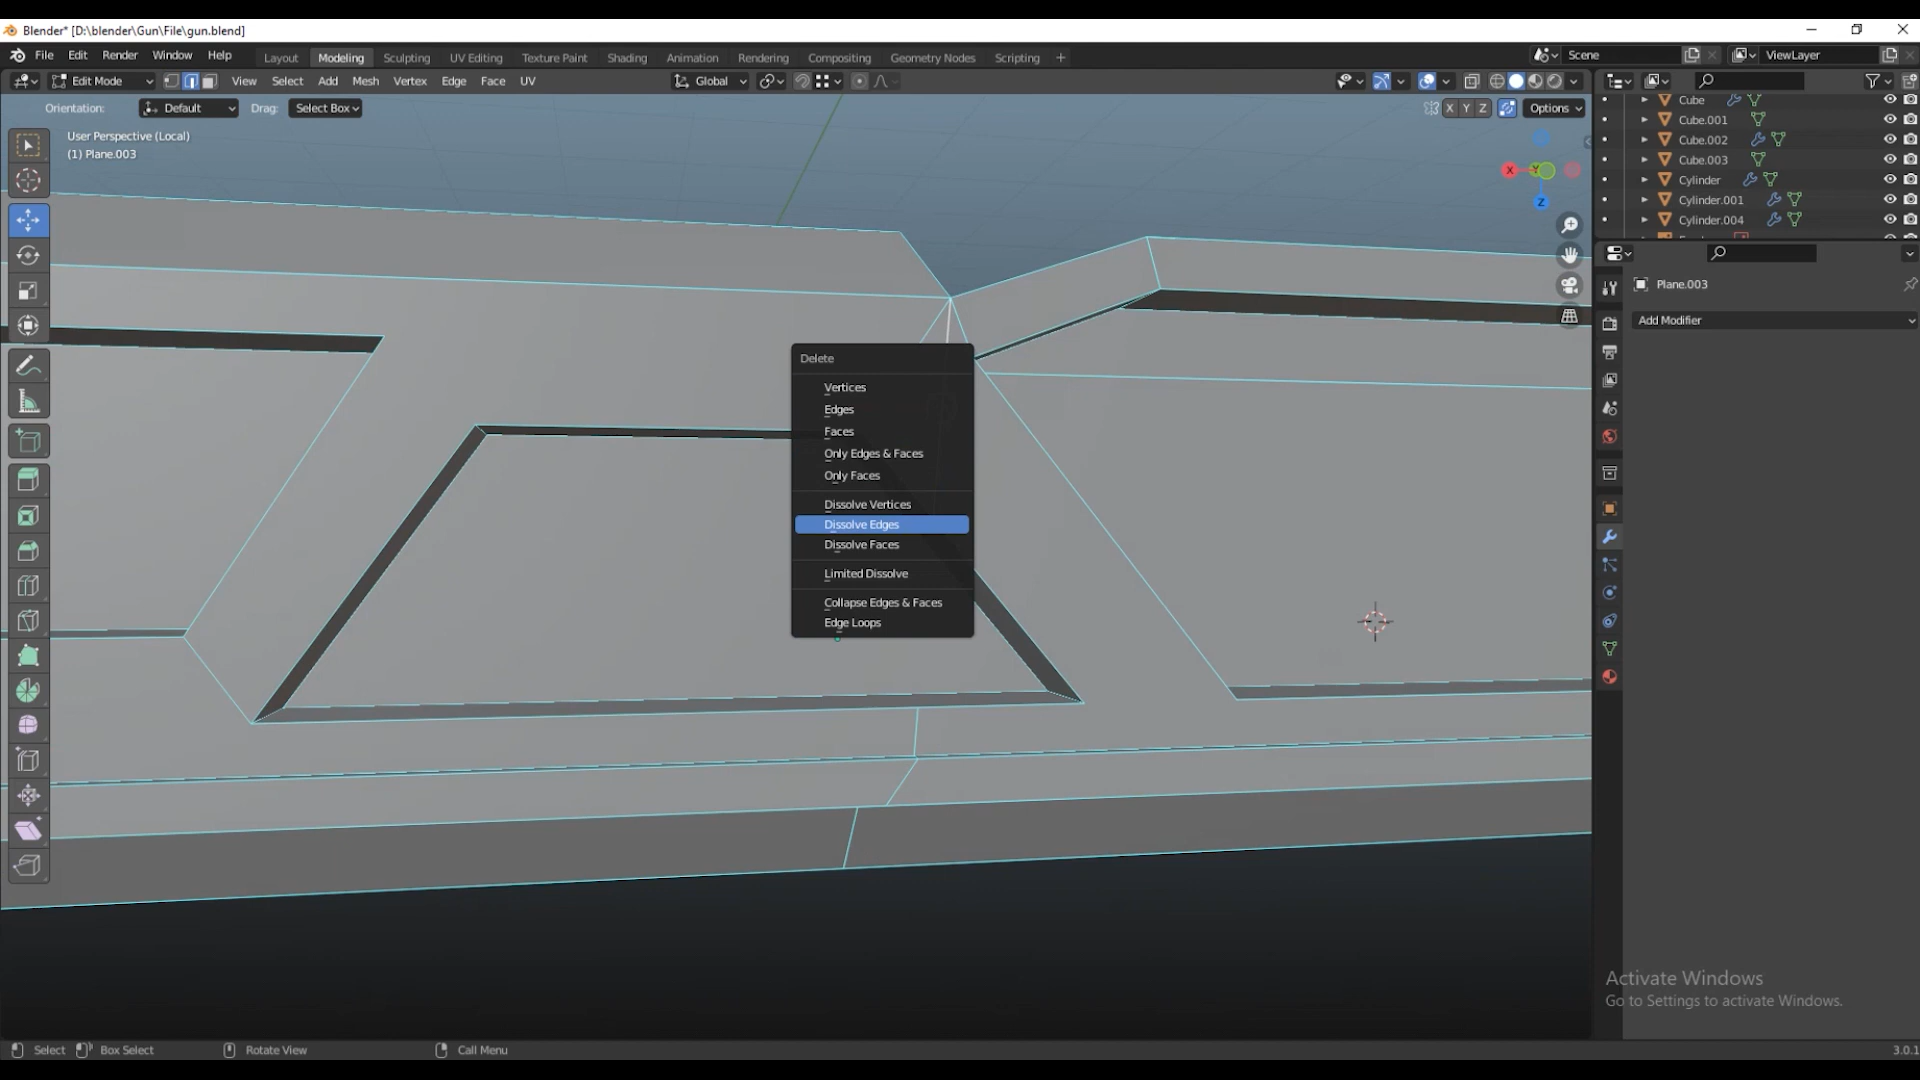 Blender* [D:\blender\Gun\File\gun.blend]
File Edit Render Window Help Layout Modeling Sculpting UV Editing Texture Paint Shading Animation Rendering Compositing Geometry Nodes Scripting + Scene ViewLayer
Edit Mode View Select Add Mesh Vertex Edge Face UV Global
Orientation: Default Drag: Select Box X Y Z Options
User Perspective (Local)
(1) Plane.003
X Y
Z
Cube
Cube.001
Cube.002
Cube.003
Cylinder
Cylinder.001
Cylinder.004
Plane.003
Add Modifier
Delete
Vertices
Edges
Faces
Only Edges & Faces
Only Faces
Dissolve Vertices
Dissolve Edges
Dissolve Faces
Limited Dissolve
Collapse Edges & Faces
Edge Loops
Activate Windows
Go to Settings to activate Windows.
Select Box Select Rotate View Call Menu 3.0.1